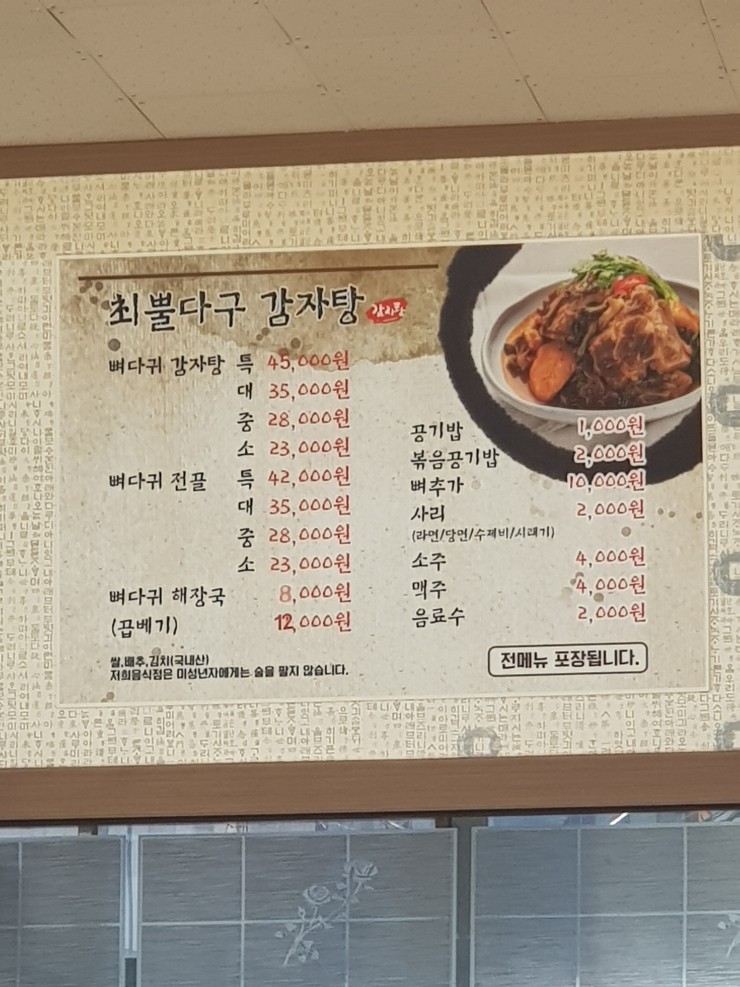 최뿔다구 감자탕 감자탕
뼈다귀 감자탕 특 45,000원
대 35,000원
중 28,000원
소 23,000원
뼈다귀 전골 특 42,000원
대 35,000원
중 28,000원
소 23,000원
뼈다귀 해장국 8,000원
(꼽베기) 12,000원
쌀,배추,김치(국내산)
저희음식점은 미성년자에게는 술을 팔지 않습니다.
공기밥 1,000원
볶음공기밥 2,000원
뼈추가 10,000원
사리 2,000원
(라면/당면/수제비/시래기)
소주 4,000원
맥주 4,000원
음료수 2,000원
전메뉴 포장됩니다.